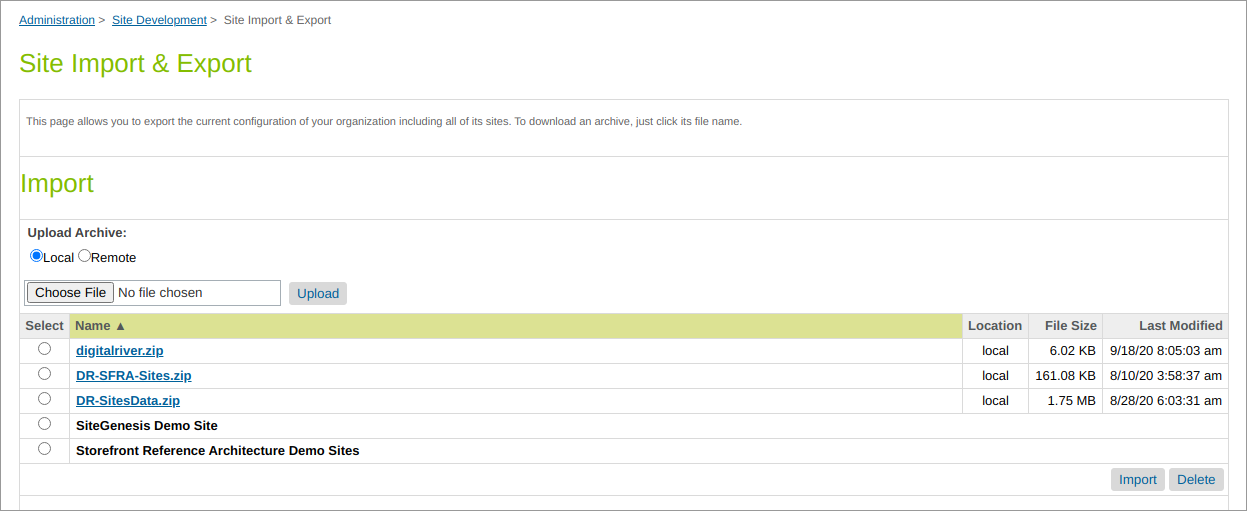 Administration > Site Development > Site Import & Export
Site Import & Export
This page allows you to export the current configuration of your organization including all of its sites. To download an archive, just click its file name.
Import
Upload Archive:
Local Remote
Choose File No file chosen Upload
Select Name ▲ Location File Size Last Modified
digitalriver.zip local 6.02 KB 9/18/20 8:05:03 am
DR-SFRA-Sites.zip local 161.08 KB 8/10/20 3:58:37 am
DR-SitesData.zip local 1.75 MB 8/28/20 6:03:31 am
SiteGenesis Demo Site
Storefront Reference Architecture Demo Sites
Import Delete